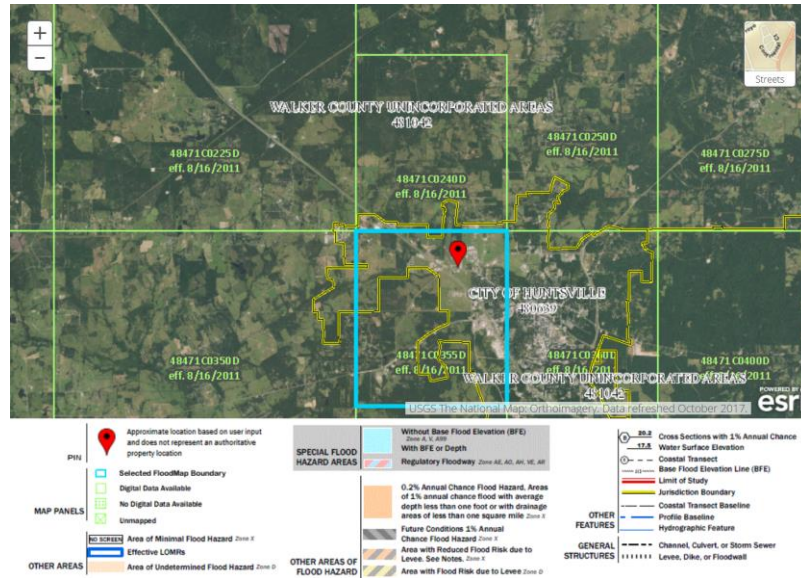 +
−
Streets
WALKER COUNTY UNINCORPORATED AREAS
481042
48471C0225D
eff. 8/16/2011
48471C0240D
eff. 8/16/2011
48471C0250D
eff. 8/16/2011
48471C0275D
eff. 8/16/2011
CITY OF HUNTSVILLE
480639
48471C0350D
eff. 8/16/2011
48471C0355D
eff. 8/16/2011
eff. 8/16/2011
48471C0400D
eff. 8/16/2011
WALKER COUNTY UNINCORPORATED AREAS
481042
USGS The National Map: Orthoimagery. Data refreshed October 2017.
POWERED BY
esr
PIN
Approximate location based on user input
and does not represent an authoritative
property location
MAP PANELS
Selected FloodMap Boundary
Digital Data Available
No Digital Data Available
Unmapped
OTHER AREAS
NO SCREEN Area of Minimal Flood Hazard Zone X
Effective LOMRs
Area of Undetermined Flood Hazard Zone D
SPECIAL FLOOD
HAZARD AREAS
Without Base Flood Elevation (BFE)
Zone A, V, A99
With BFE or Depth
Regulatory Floodway Zone AE, AO, AH, VE, AR
OTHER AREAS OF
FLOOD HAZARD
0.2% Annual Chance Flood Hazard, Areas
of 1% annual chance flood with average
depth less than one foot or with drainage
areas of less than one square mile Zone X
Future Conditions 1% Annual
Chance Flood Hazard Zone X
Area with Reduced Flood Risk due to
Levee. See Notes. Zone X
Area with Flood Risk due to Levee Zone D
OTHER
FEATURES
20.2 Cross Sections with 1% Annual Chance
17.5 Water Surface Elevation
Coastal Transect
Base Flood Elevation Line (BFE)
Limit of Study
Jurisdiction Boundary
Coastal Transect Baseline
Profile Baseline
Hydrographic Feature
GENERAL
STRUCTURES
Channel, Culvert, or Storm Sewer
Levee, Dike, or Floodwall